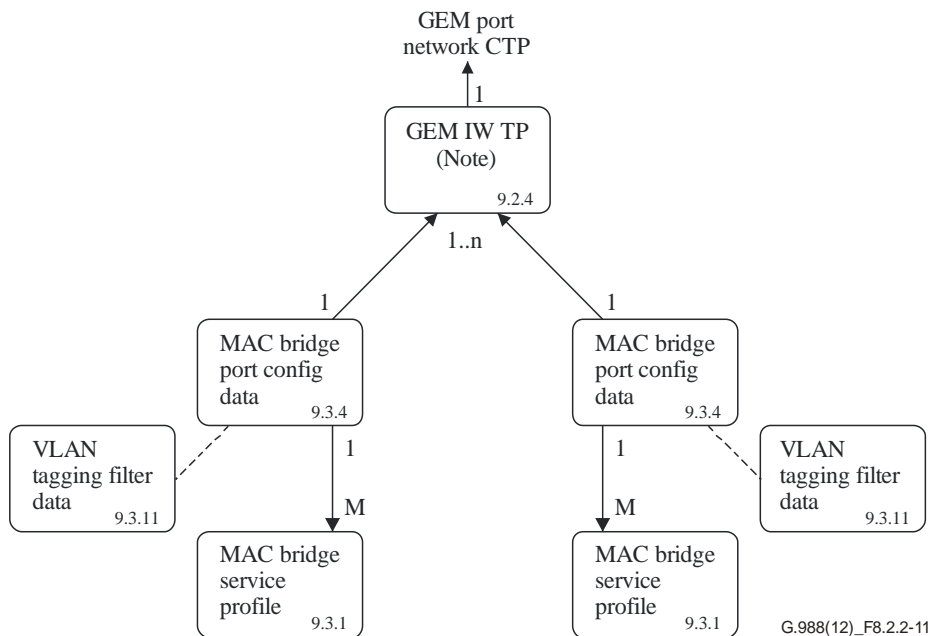 GEM port
network CTP
1
GEM IW TP
(Note)
9.2.4
1..n
1
1
MAC bridge
port config
data
9.3.4
MAC bridge
port config
data
9.3.4
VLAN
tagging filter
data
9.3.11
1
1
VLAN
tagging filter
data
9.3.11
M
M
MAC bridge
service
profile
9.3.1
MAC bridge
service
profile
9.3.1
G.988(12)_F8.2.2-11